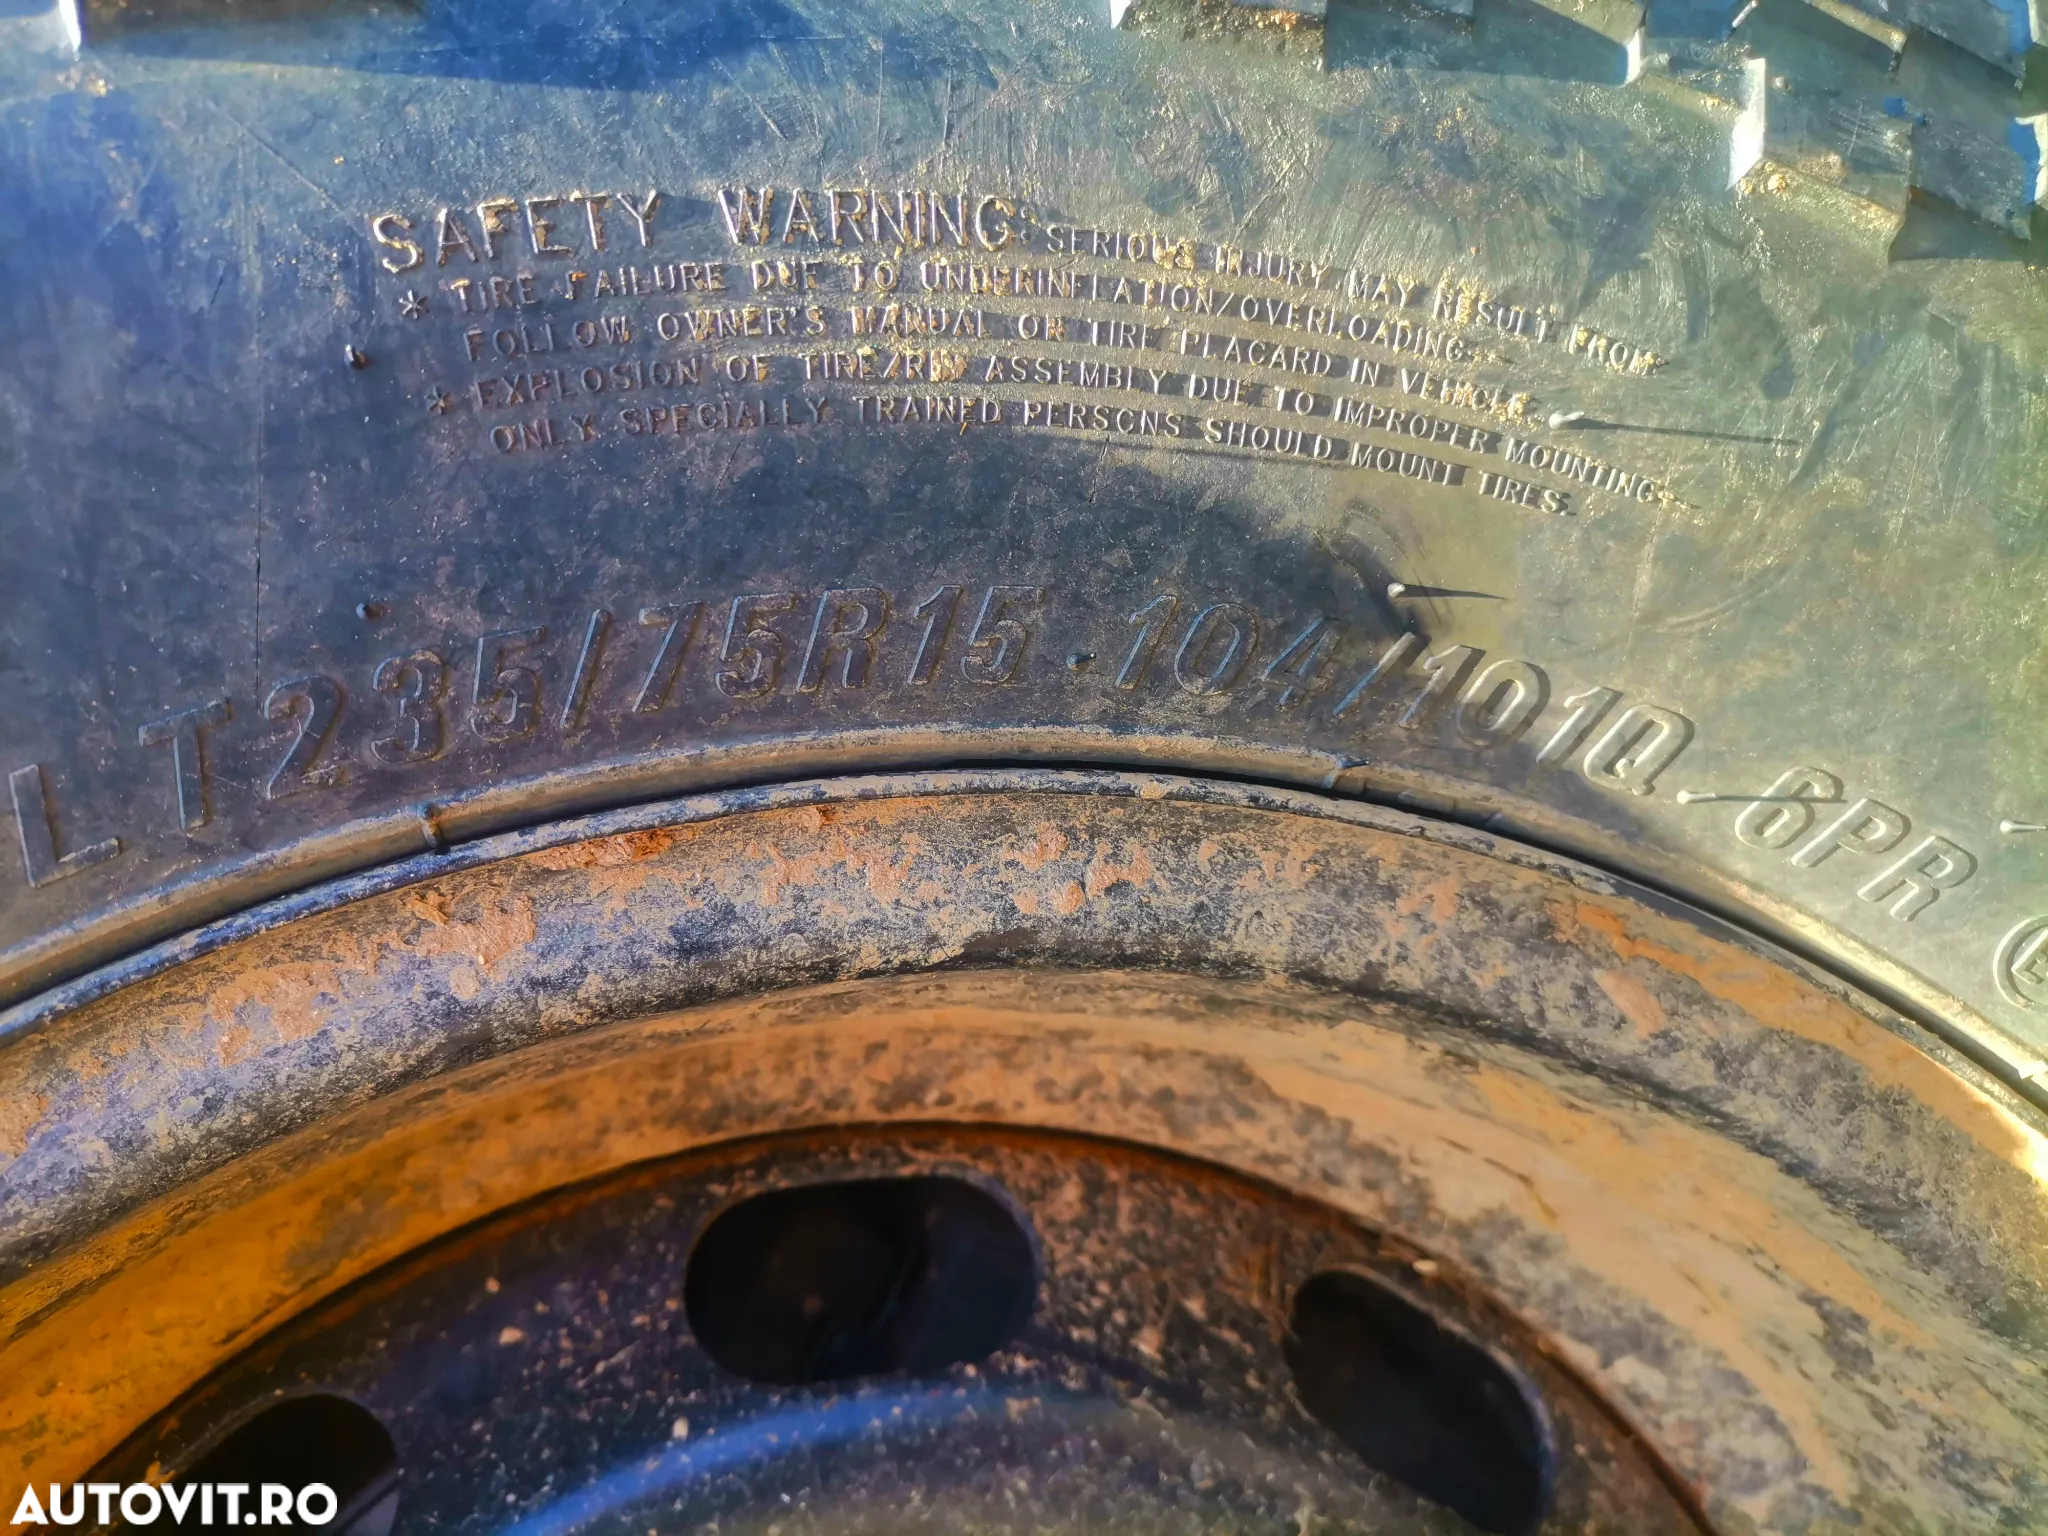 SAFETY WARNING: SERIOUS INJURY MAY RESULT FROM:
* TIRE FAILURE DUE TO UNDERINFLATION/OVERLOADING-
FOLLOW OWNER'S MANUAL OR TIRE PLACARD IN VEHICLE.
* EXPLOSION OF TIRE/RIM ASSEMBLY DUE TO IMPROPER MOUNTING-
ONLY SPECIALLY TRAINED PERSONS SHOULD MOUNT TIRES.
LT235/75R15 104/101Q 6PR
AUTOVIT.RO